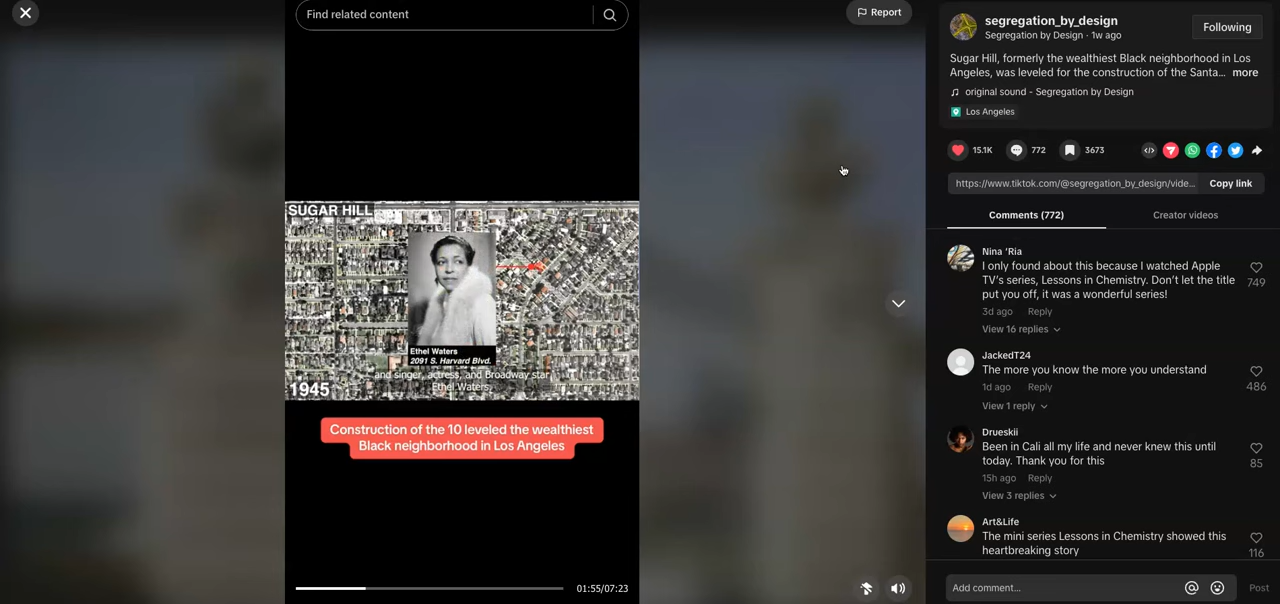 Find related content
Report
SUGAR HILL
Ethel Waters
2091 S. Harvard Blvd.
and singer, actress, and Broadway star
Ethel Waters.
1945
Construction of the 10 leveled the wealthiest
Black neighborhood in Los Angeles
01:55/07:23
segregation_by_design
Segregation by Design · 1w ago
Following
Sugar Hill, formerly the wealthiest Black neighborhood in Los
Angeles, was leveled for the construction of the Santa... more
original sound - Segregation by Design
Los Angeles
15.1K 772 3673
https://www.tiktok.com/@segregation_by_design/vide... Copy link
Comments (772) Creator videos
Nina 'Ria
I only found about this because I watched Apple
TV's series, Lessons in Chemistry. Don't let the title
put you off, it was a wonderful series!
749
3d ago Reply
View 16 replies
JackedT24
The more you know the more you understand
486
1d ago Reply
View 1 reply
Drueskii
Been in Cali all my life and never knew this until
today. Thank you for this
85
15h ago Reply
View 3 replies
Art&Life
The mini series Lessons in Chemistry showed this
heartbreaking story
116
Add comment... Post